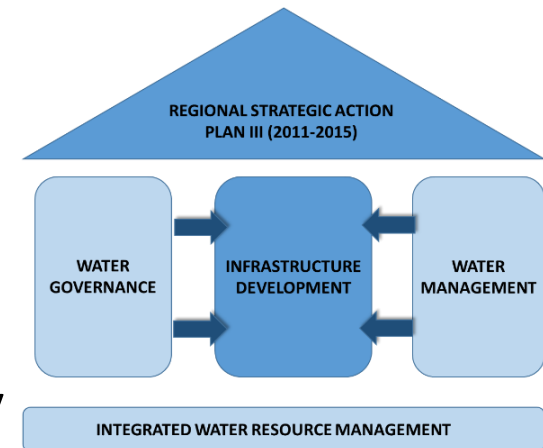 REGIONAL STRATEGIC ACTION
PLAN III (2011-2015)
WATER
GOVERNANCE
INFRASTRUCTURE
DEVELOPMENT
WATER
MANAGEMENT
INTEGRATED WATER RESOURCE MANAGEMENT